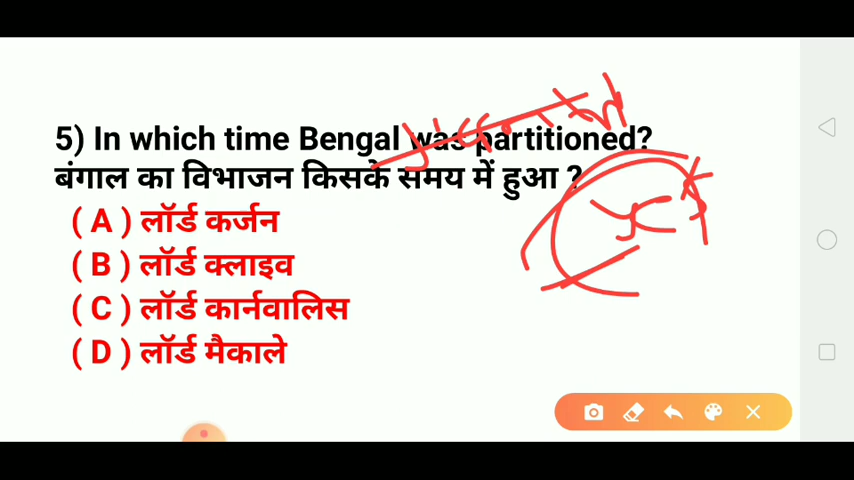 5) In which time Bengal was partitioned?
बंगाल का विभाजन किसके समय में हुआ ?
( A ) लॉर्ड कर्जन
( B ) लॉर्ड क्लाइव
( C ) लॉर्ड कार्नवालिस
( D ) लॉर्ड मैकाले